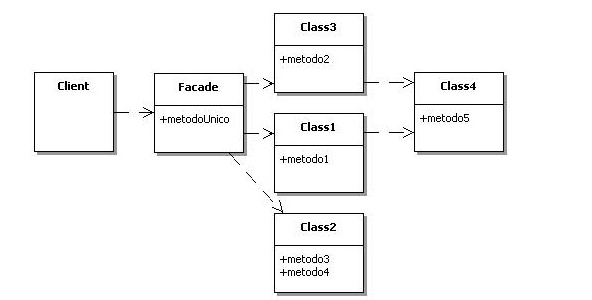 Class3
+metodo2
Client
Facade
+metodoUnico
Class4
+metodo5
Class1
+metodo1
Class2
+metodo3
+metodo4